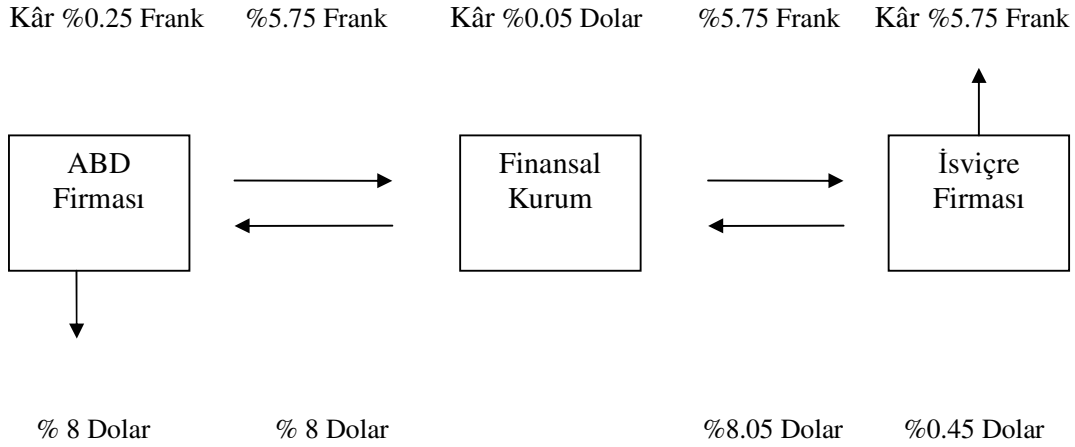 Kâr %0.25 Frank %5.75 Frank Kâr %0.05 Dolar %5.75 Frank Kâr %5.75 Frank
ABD
Firması
Finansal
Kurum
İsviçre
Firması
% 8 Dolar % 8 Dolar %8.05 Dolar %0.45 Dolar